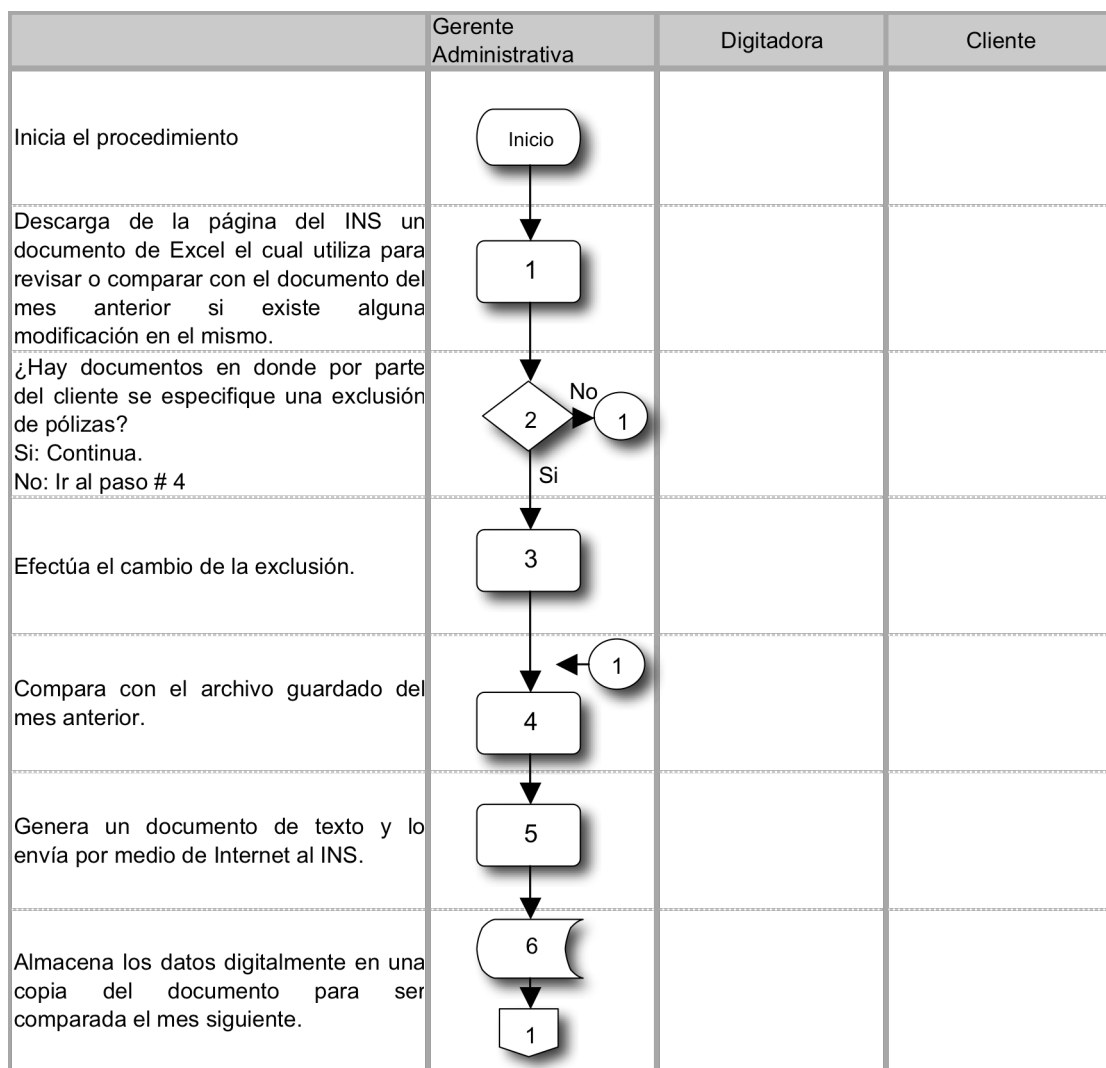 Gerente
Administrativa
Digitadora
Cliente
Inicia el procedimiento
Inicio
Descarga de la página del INS un
documento de Excel el cual utiliza para
revisar o comparar con el documento del
mes anterior si existe alguna
modificación en el mismo.
1
¿Hay documentos en donde por parte
del cliente se especifique una exclusión
de pólizas?
Si: Continua.
No: Ir al paso # 4
2
No
1
Si
Efectúa el cambio de la exclusión.
3
Compara con el archivo guardado del
mes anterior.
1
4
Genera un documento de texto y lo
envía por medio de Internet al INS.
5
Almacena los datos digitalmente en una
copia del documento para ser
comparada el mes siguiente.
6
1